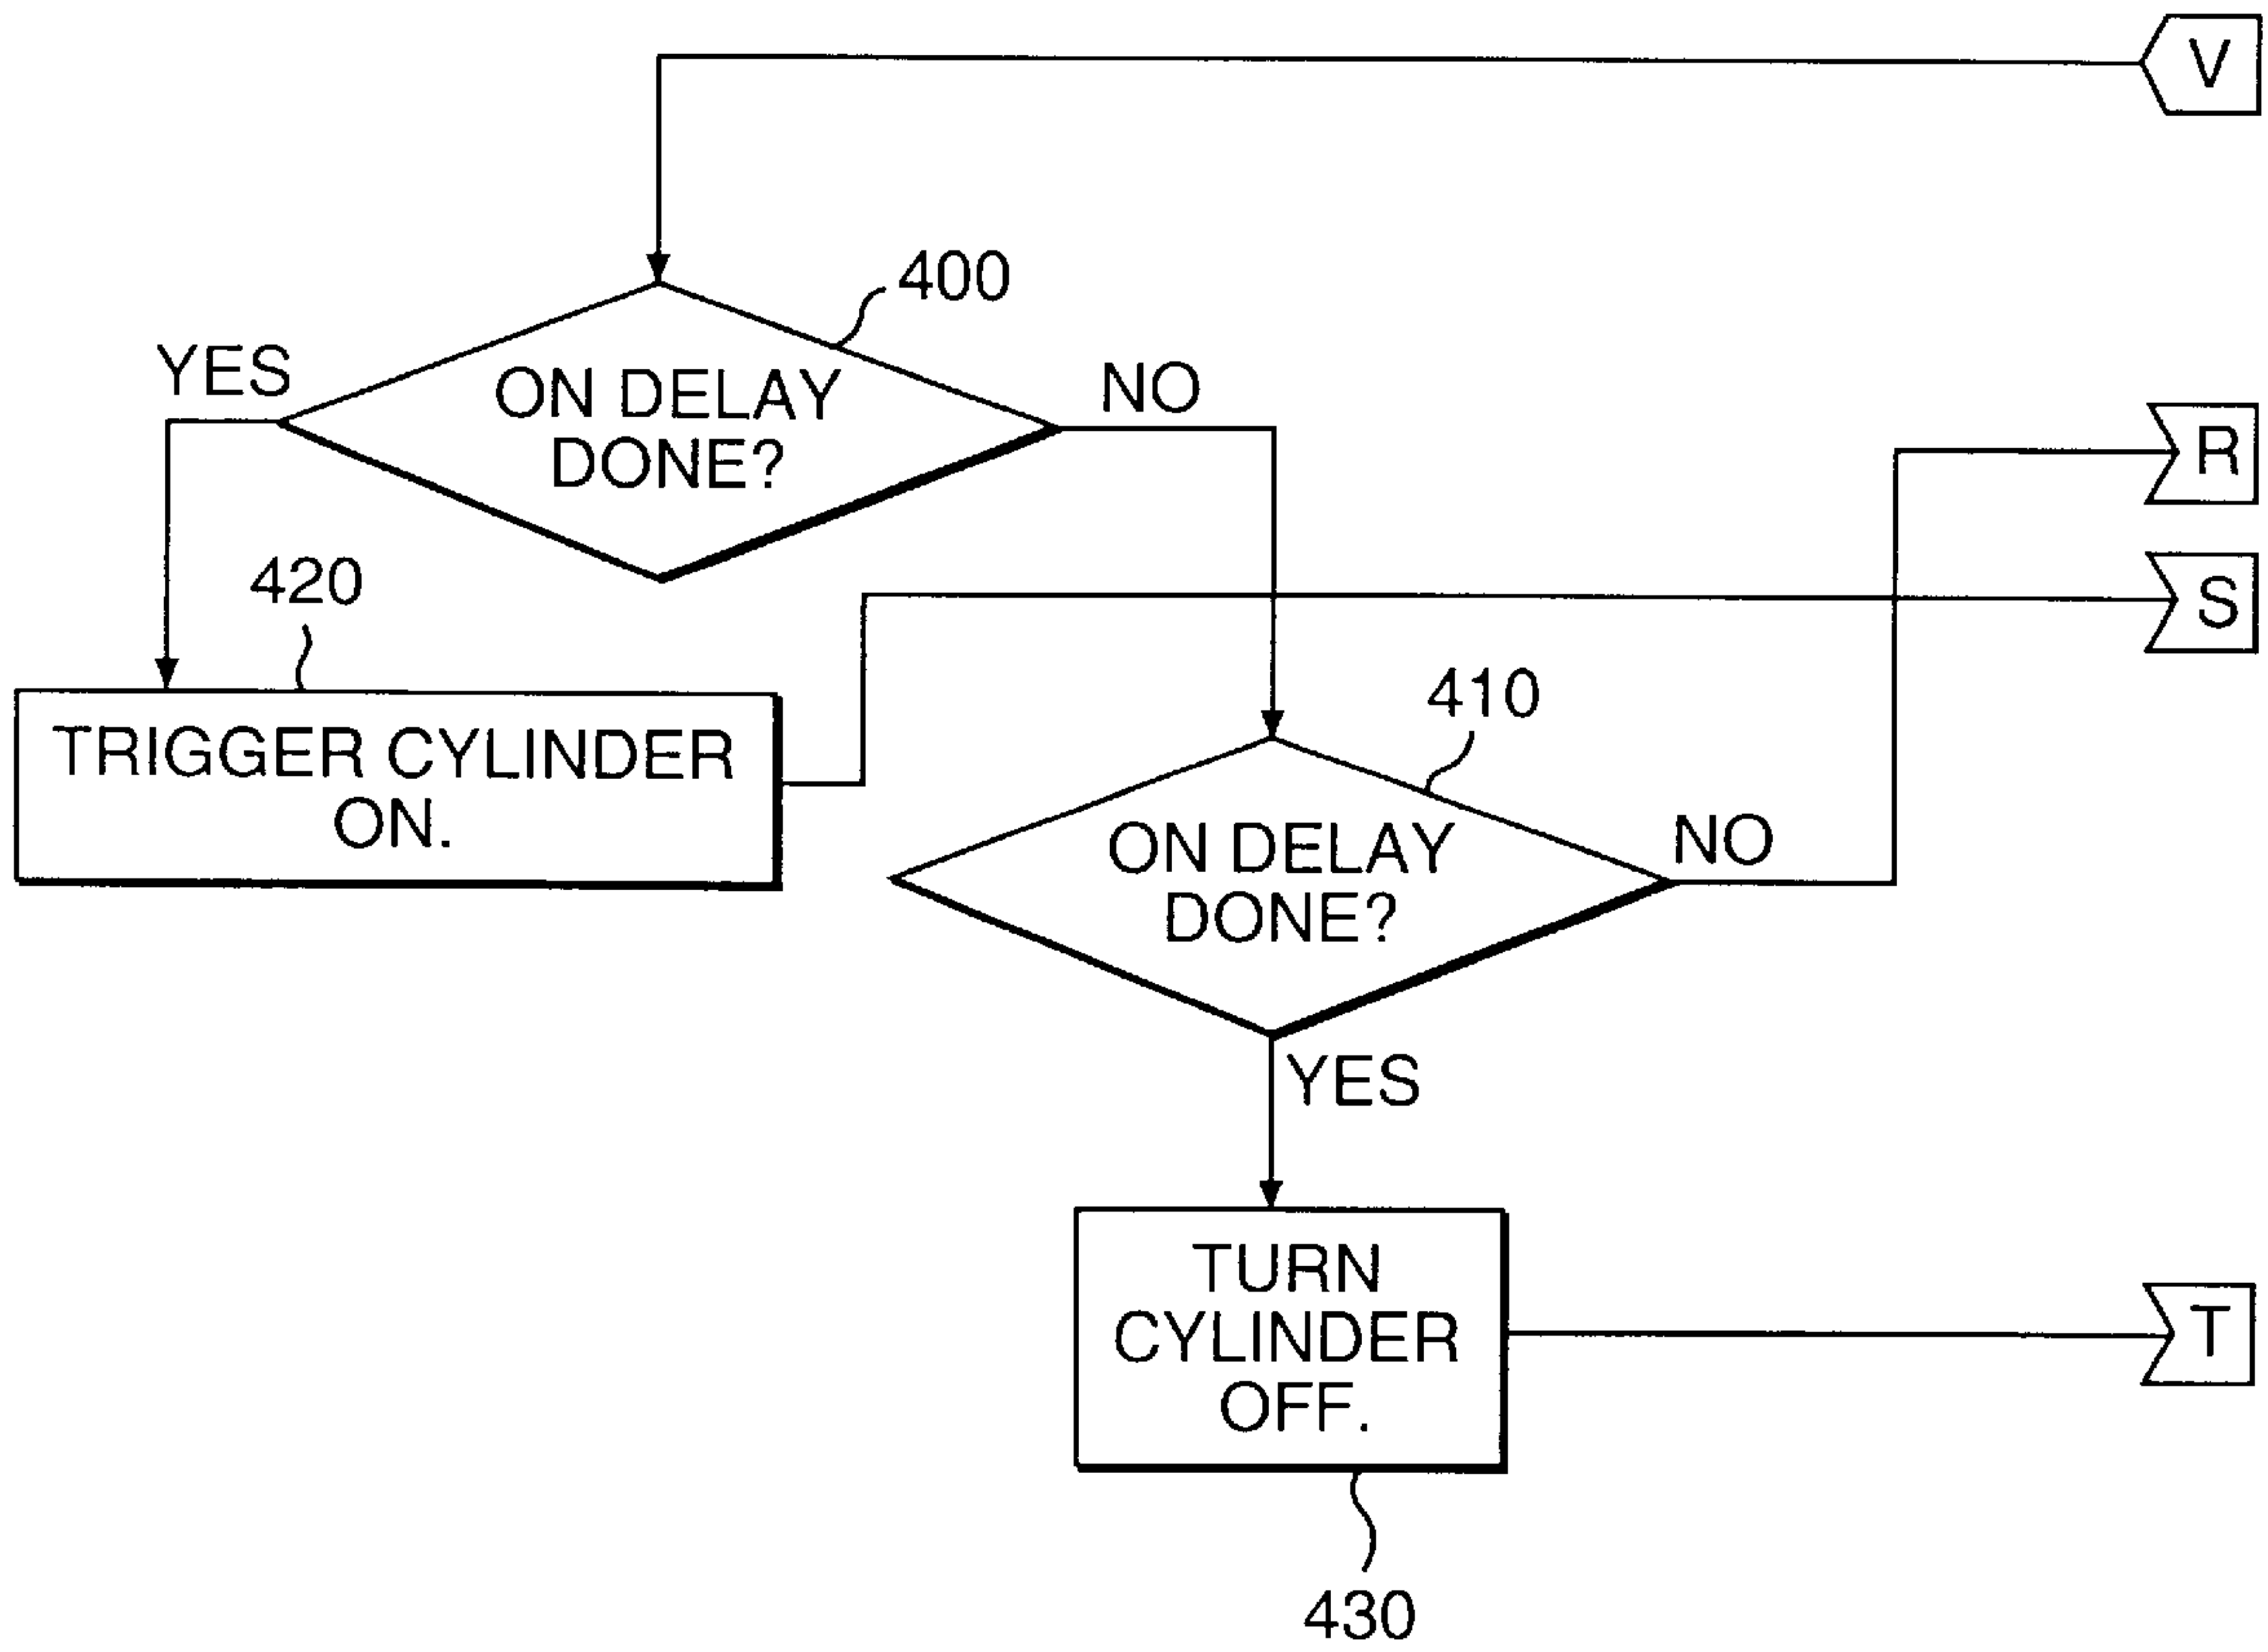 V
400
YES
NO
ON DELAY
DONE?
R
S
420
TRIGGER CYLINDER
ON.
410
ON DELAY
DONE?
NO
YES
TURN
CYLINDER
OFF.
T
430